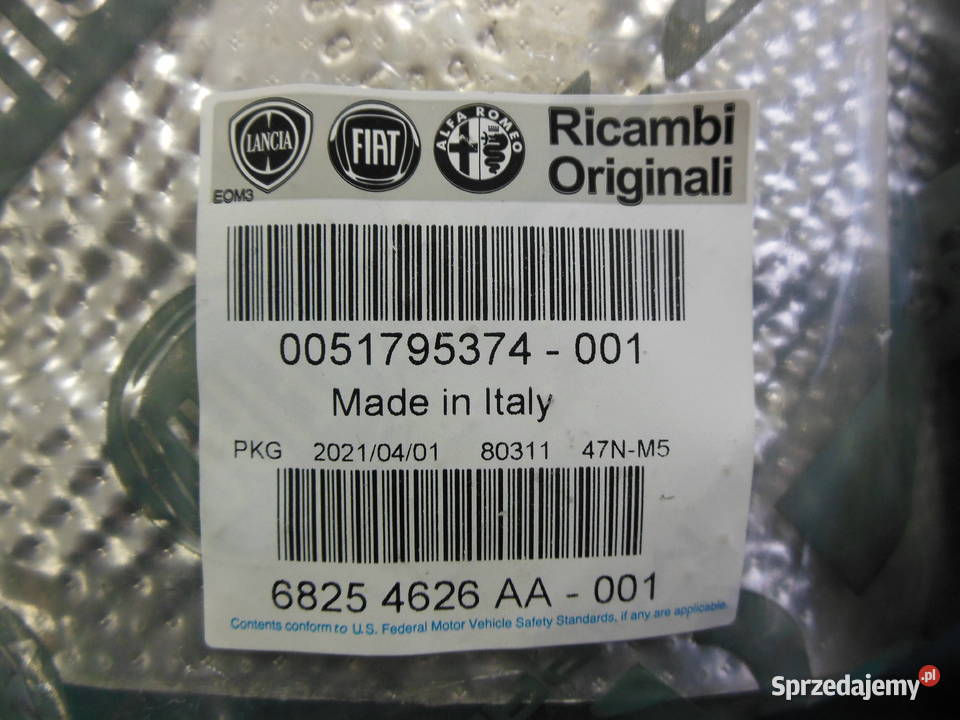 LANCIA FIAT ALFA ROMEO Ricambi
Originali
EOM3
0051795374 - 001
Made in Italy
PKG 2021/04/01 80311 47N-M5
6825 4626 AA - 001
Contents conform to U.S. Federal Motor Vehicle Safety Standards, if any are applicable.
Sprzedajemy.pl